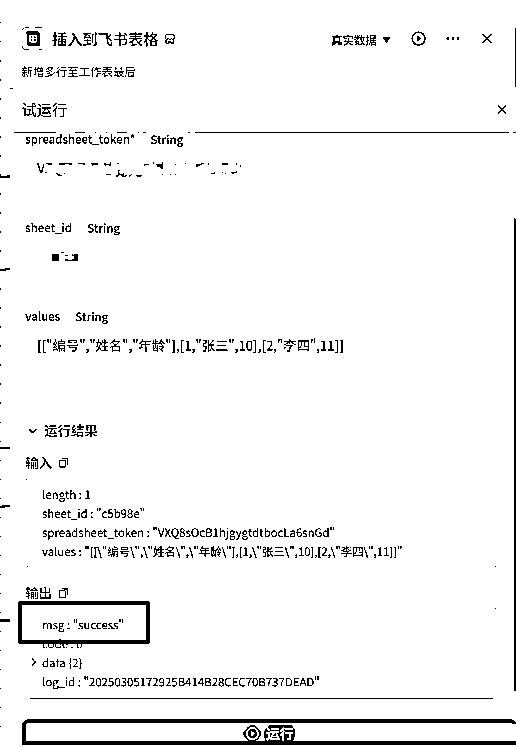 插入到飞书表格
真实数据
新增多行至工作表最后
试运行
spreadsheet_token* String
sheet_id String
values String
[["编号","姓名","年龄"],[1,"张三",10],[2,"李四",11]]
运行结果
输入
length : 1
sheet_id : "c5b98e"
spreadsheet_token : "VXQ8sOcB1hjgygtdtbocLa6snGd"
values : "[[\"编号\",\"姓名\",\"年龄\"],[1,\"张三\",10],[2,\"李四\",11]]"
输出
msg : "success"
code : 0
data {2}
log_id : "20250305172925B414B28CEC70B737DEAD"
运行